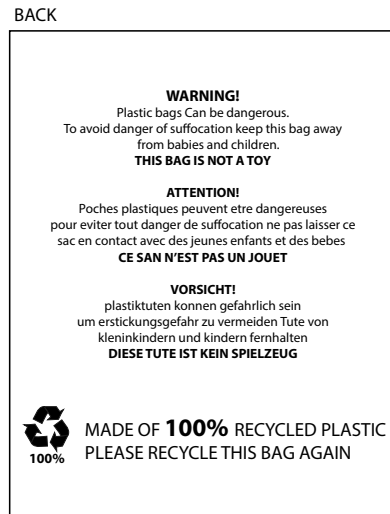 BACK
WARNING!
Plastic bags Can be dangerous.
To avoid danger of suffocation keep this bag away
from babies and children.
THIS BAG IS NOT A TOY
ATTENTION!
Poches plastiques peuvent etre dangereuses
pour eviter tout danger de suffocation ne pas laisser ce
sac en contact avec des jeunes enfants et des bebes
CE SAN N'EST PAS UN JOUET
VORSICHT!
plastiktuten konnen gefahrlich sein
um erstickungsgefahr zu vermeiden Tute von
kleninkindern und kindern fernhalten
DIESE TUTE IST KEIN SPIELZEUG
MADE OF 100% RECYCLED PLASTIC
PLEASE RECYCLE THIS BAG AGAIN
100%